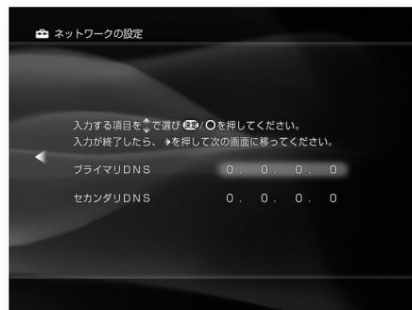 ネットワークの設定
入力する項目を で選び 決定/○を押してください。
入力が終了したら、→を押して次の画面に移ってください。
プライマリDNS 0. 0. 0. 0
セカンダリDNS 0. 0. 0. 0